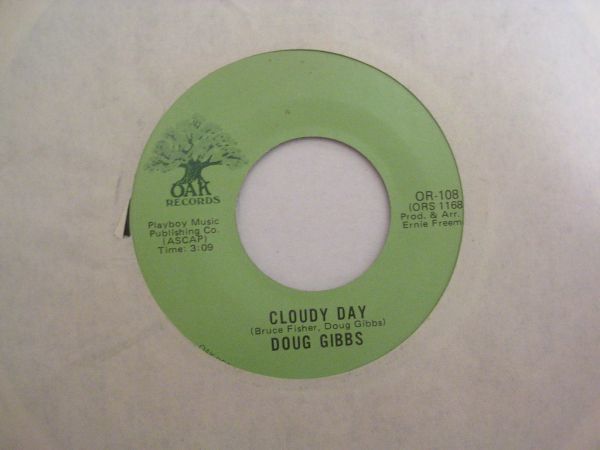 OAK
RECORDS
Playboy Music
Publishing Co.
(ASCAP)
Time: 3:09
OR-108
(ORS 1168
Prod. & Arr.
Ernie Freem
CLOUDY DAY
(Bruce Fisher, Doug Gibbs)
DOUG GIBBS